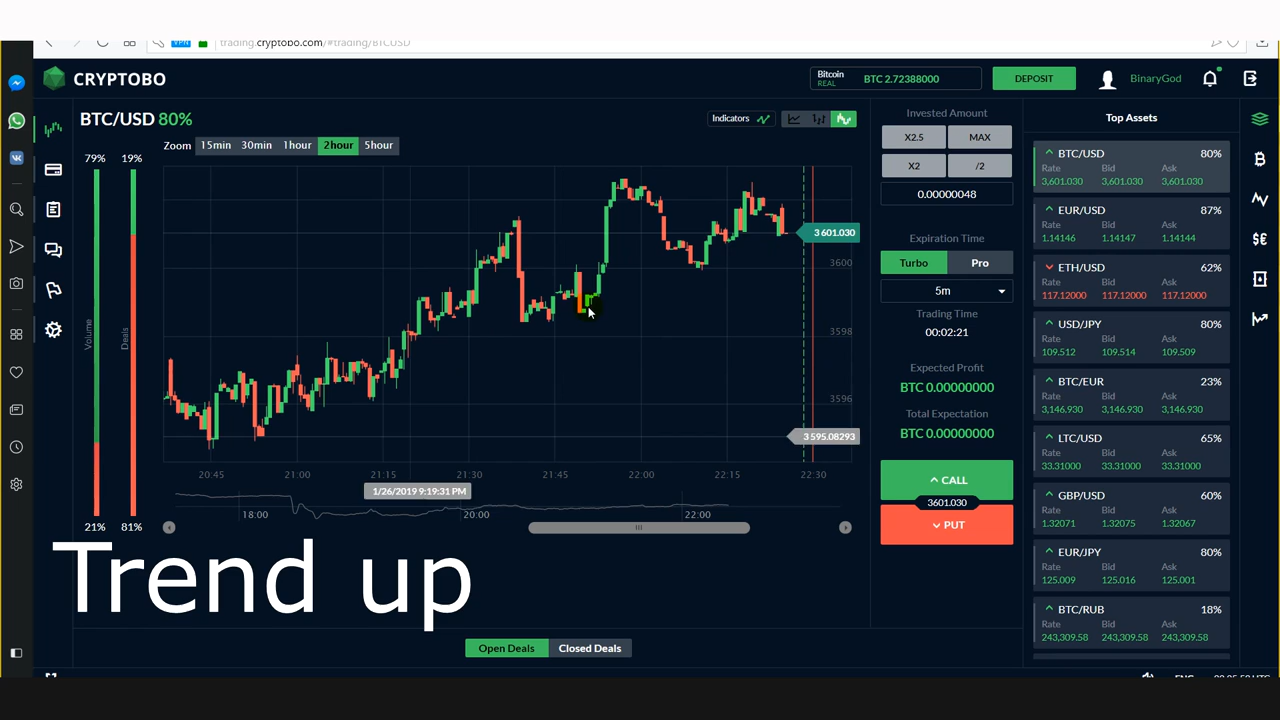 VPN trading.cryptobo.com/#trading/BTCUSD
CRYPTOBO
Bitcoin
REAL
BTC 2.72388000
DEPOSIT
BinaryGod
BTC/USD 80%
Indicators
Zoom 15min 30min 1hour 2hour 5hour
79% 19%
Volume
Deals
21% 81%
3 601.030
3600
3598
3596
3 595.08293
20:45 21:00 21:15 21:30 21:45 22:00 22:15 22:30
1/26/2019 9:19:31 PM
18:00 20:00 22:00
Trend up
Open Deals Closed Deals
Invested Amount
X2.5 MAX
X2 /2
0.00000048
Expiration Time
Turbo Pro
5m
Trading Time
00:02:21
Expected Profit
BTC 0.00000000
Total Expectation
BTC 0.00000000
CALL
3601.030
PUT
Top Assets
BTC/USD 80%
Rate Bid Ask
3,601.030 3,601.030 3,601.030
EUR/USD 87%
Rate Bid Ask
1.14146 1.14147 1.14144
ETH/USD 62%
Rate Bid Ask
117.12000 117.12000 117.12000
USD/JPY 80%
Rate Bid Ask
109.512 109.514 109.509
BTC/EUR 23%
Rate Bid Ask
3,146.930 3,146.930 3,146.930
LTC/USD 65%
Rate Bid Ask
33.31000 33.31000 33.31000
GBP/USD 60%
Rate Bid Ask
1.32071 1.32075 1.32067
EUR/JPY 80%
Rate Bid Ask
125.009 125.016 125.001
BTC/RUB 18%
Rate Bid Ask
243,309.58 243,309.58 243,309.58